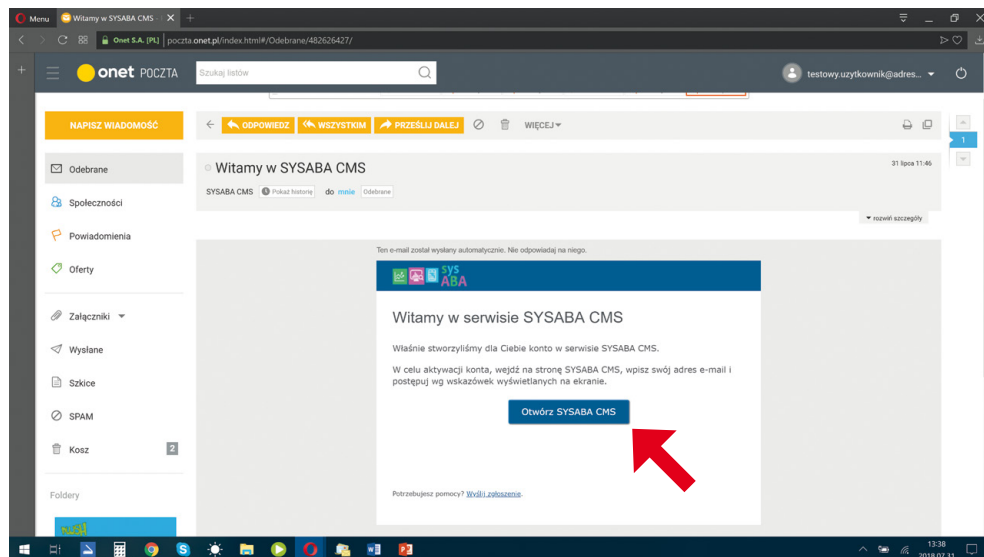 Menu Witamy w SYSABA CMS -
Onet S.A. [PL] poczta.onet.pl/index.html#/Odebrane/482626427/
onet POCZTA Szukaj listów testowy.uzytkownik@adres...
NAPISZ WIADOMOŚĆ ODPOWIEDZ WSZYSTKIM PRZEŚLIJ DALEJ WIĘCEJ
1
Odebrane
Społeczności
Powiadomienia
Oferty
Załączniki
Wysłane
Szkice
SPAM
Kosz 2
Foldery
Witamy w SYSABA CMS 31 lipca 11:46
SYSABA CMS Pokaż historię do mnie Odebrane
rozwiń szczegóły
Ten e-mail został wysłany automatycznie. Nie odpowiadaj na niego.
sys
ABA
Witamy w serwisie SYSABA CMS
Właśnie stworzyliśmy dla Ciebie konto w serwisie SYSABA CMS.
W celu aktywacji konta, wejdź na stronę SYSABA CMS, wpisz swój adres e-mail i
postępuj wg wskazówek wyświetlanych na ekranie.
Otwórz SYSABA CMS
Potrzebujesz pomocy? Wyślij zgłoszenie.
13:38
2018.07.31